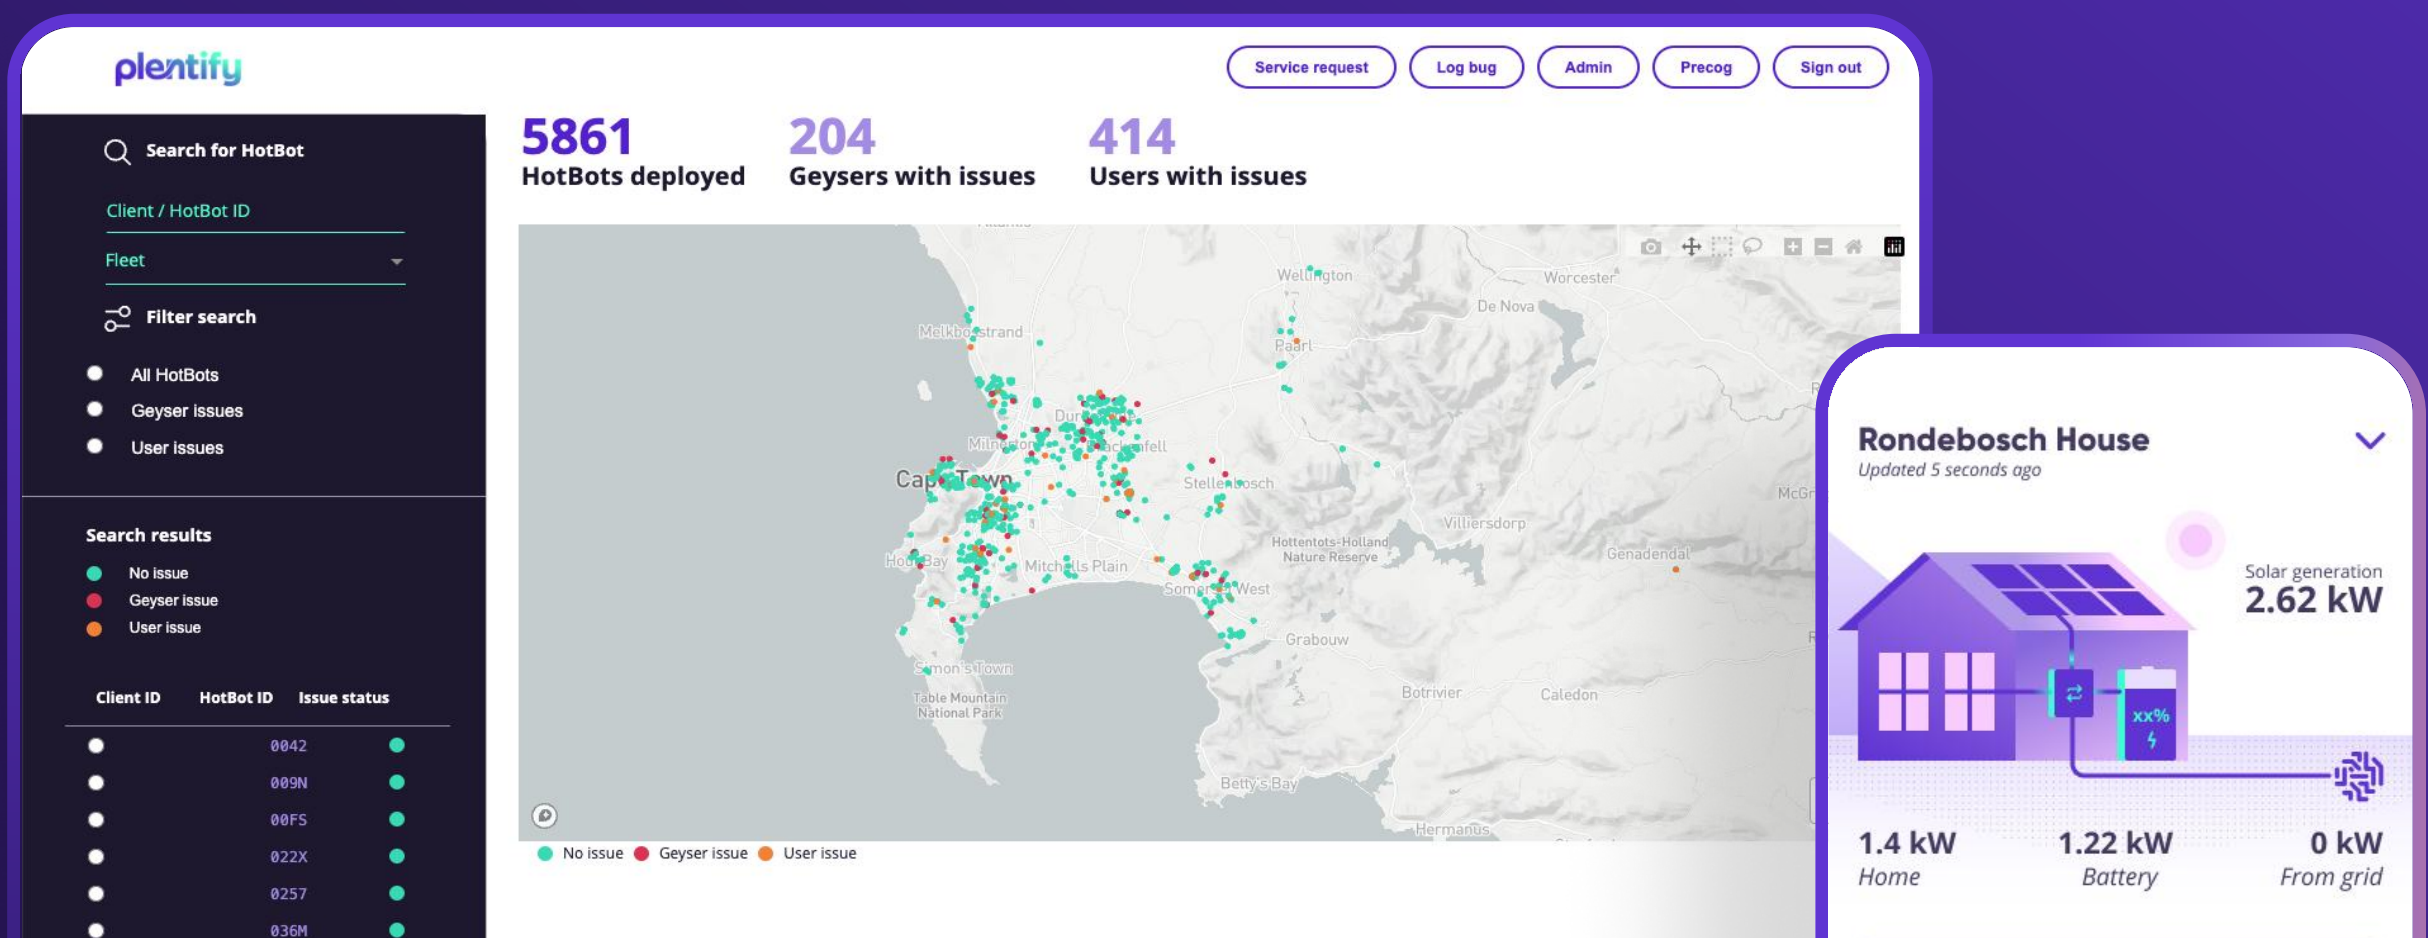 plentify
Service request
Log bug
Admin
Precog
Sign out
Search for HotBot
Client / HotBot ID
Fleet
Filter search
All HotBots
Geyser issues
User issues
Search results
No issue
Geyser issue
User issue
Client ID HotBot ID Issue status
0042
009N
00FS
022X
0257
036M
5861
HotBots deployed
204
Geysers with issues
414
Users with issues
Wellington
Worcester
De Nova
Melkbosstrand
Paarl
Milnerton
Cape Town
Stellenbosch
McGr
Villiersdorp
Hottentots-Holland
Nature Reserve
Genadendal
Hout Bay
Mitchells Plain
Somerset West
Grabouw
Simon's Town
Table Mountain
National Park
Botrivier
Caledon
Betty's Bay
Hermanus
No issue Geyser issue User issue
Rondebosch House
Updated 5 seconds ago
Solar generation
2.62 kW
xx%
1.4 kW
Home
1.22 kW
Battery
0 kW
From grid